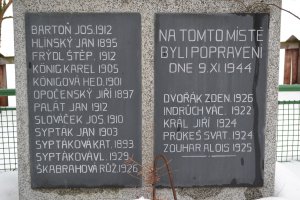 BARTOŇ JOS. 1912
HLINSKÝ JAN 1895
FRÝDL ŠTĚP. 1912
KÖNIG KAREL 1905
KÖNIGOVÁ HED. 1901
OPOČENSKÝ JIŘÍ 1897
PALÁT JAN 1912
SLOVÁČEK JOS 1910
SYPTÁK JAN 1903
SYPTÁKOVÁ KAT. 1893
SYPTÁKOVÁ VL. 1929
ŠKABRAHOVÁ RŮŽ. 1926
NA TOMTO MÍSTĚ
BYLI POPRAVENI
DNE 9. XI. 1944
DVOŘÁK ZDEN. 1926
INDRUCH VÁC. 1922
KRÁL JIŘÍ 1924
PROKEŠ SVAT. 1924
ZOUHAR ALOIS 1925